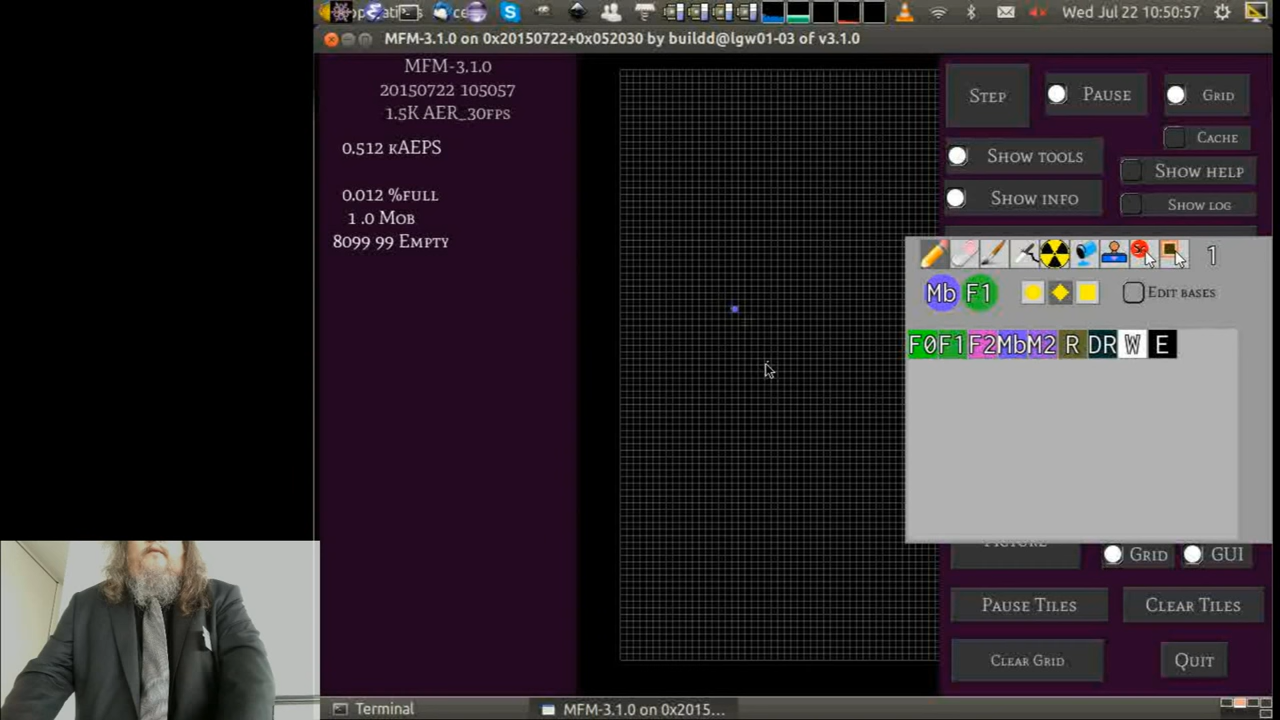 Wed Jul 22 10:50:57
MFM-3.1.0 on 0x20150722+0x052030 by buildd@lgw01-03 of v3.1.0
MFM-3.1.0
20150722 105057
1.5K AER_30fps
0.512 kAEPS
0.012 %full
1 .0 Mob
8099 99 Empty
Step
Pause
Grid
Cache
Show tools
Show help
Show info
Show log
1
Mb F1
Edit bases
F0 F1 F2 Mb M2 R DR W E
Grid
GUI
Pause Tiles
Clear Tiles
Clear Grid
Quit
Terminal
MFM-3.1.0 on 0x2015...